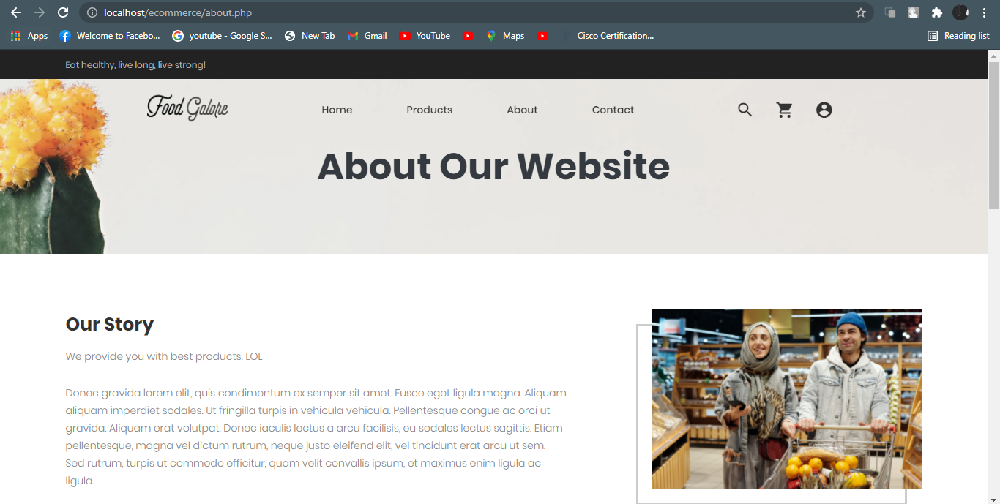 localhost/ecommerce/about.php
Apps Welcome to Facebo... youtube - Google S... New Tab Gmail YouTube Maps Cisco Certification... Reading list
Eat healthy, live long, live strong!
Food Galore Home Products About Contact
About Our Website
Our Story
We provide you with best products. LOL
Donec gravida lorem elit, quis condimentum ex semper sit amet. Fusce eget ligula magna. Aliquam
aliquam imperdiet sodales. Ut fringilla turpis in vehicula vehicula. Pellentesque congue ac orci ut
gravida. Aliquam erat volutpat. Donec iaculis lectus a arcu facilisis, eu sodales lectus sagittis. Etiam
pellentesque, magna vel dictum rutrum, neque justo eleifend elit, vel tincidunt erat arcu ut sem.
Sed rutrum, turpis ut commodo efficitur, quam velit convallis ipsum, et maximus enim ligula ac
ligula.